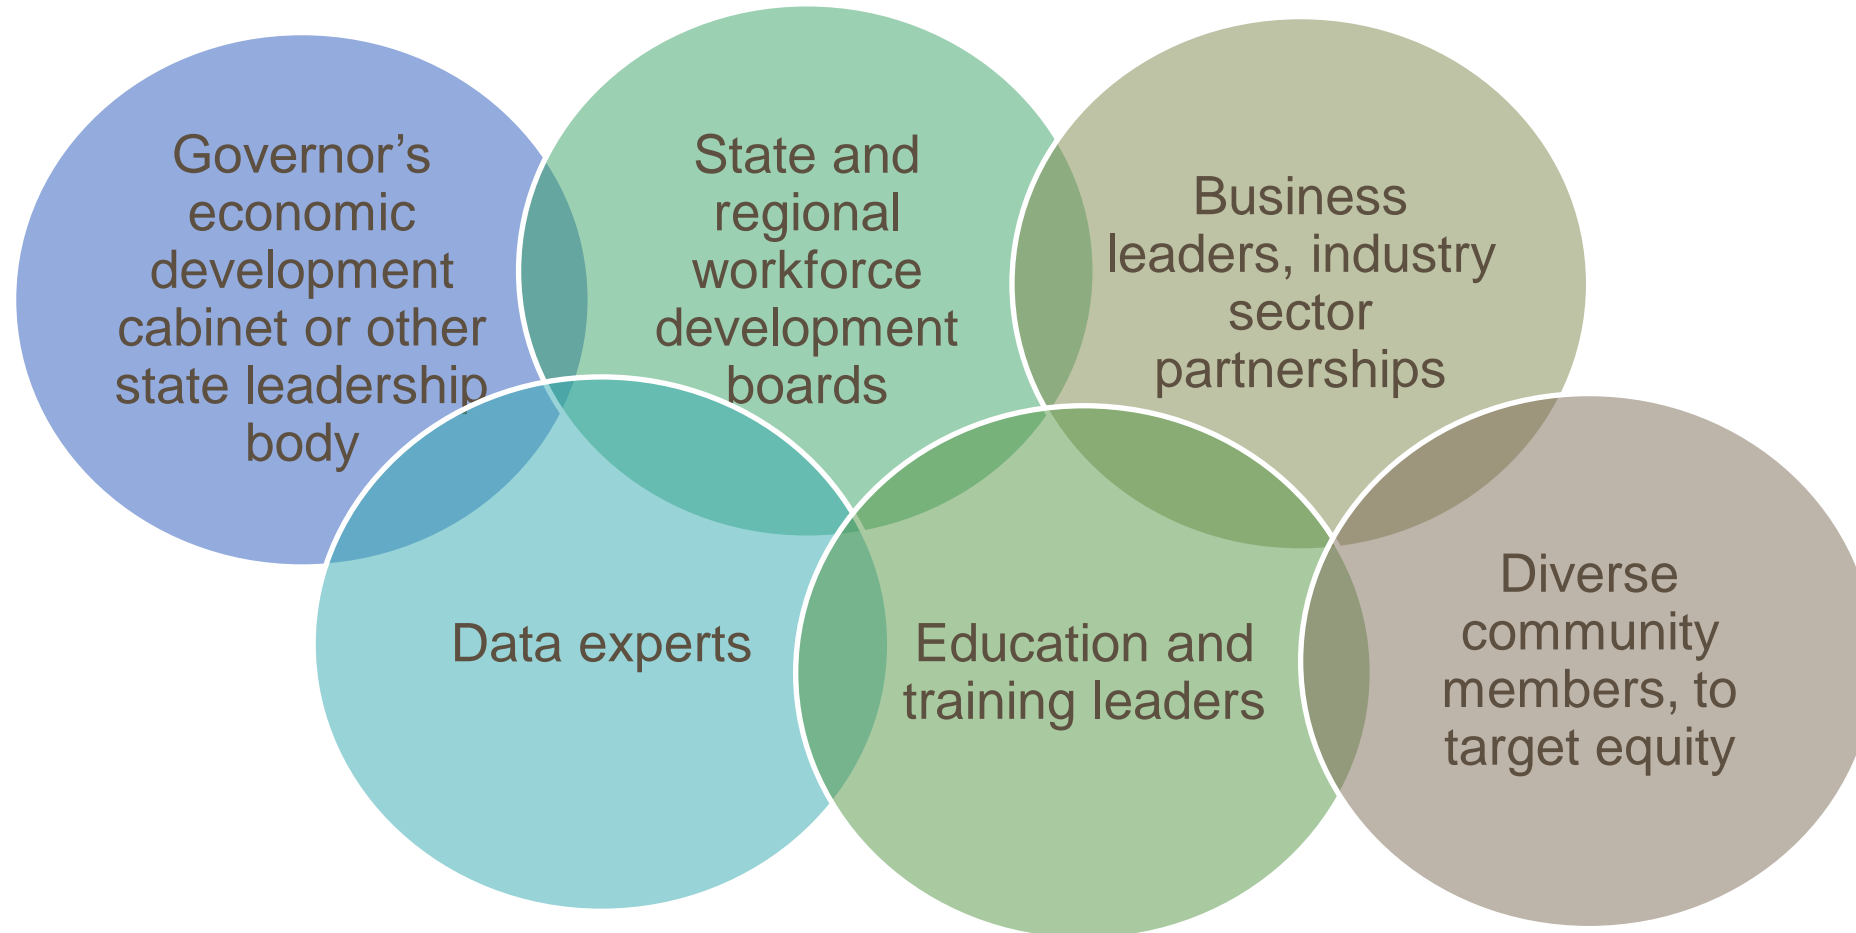 Governor’s
economic
development
cabinet or other
state leadership
body
State and
regional
workforce
development
boards
Business
leaders, industry
sector
partnerships
Data experts
Education and
training leaders
Diverse
community
members, to
target equity